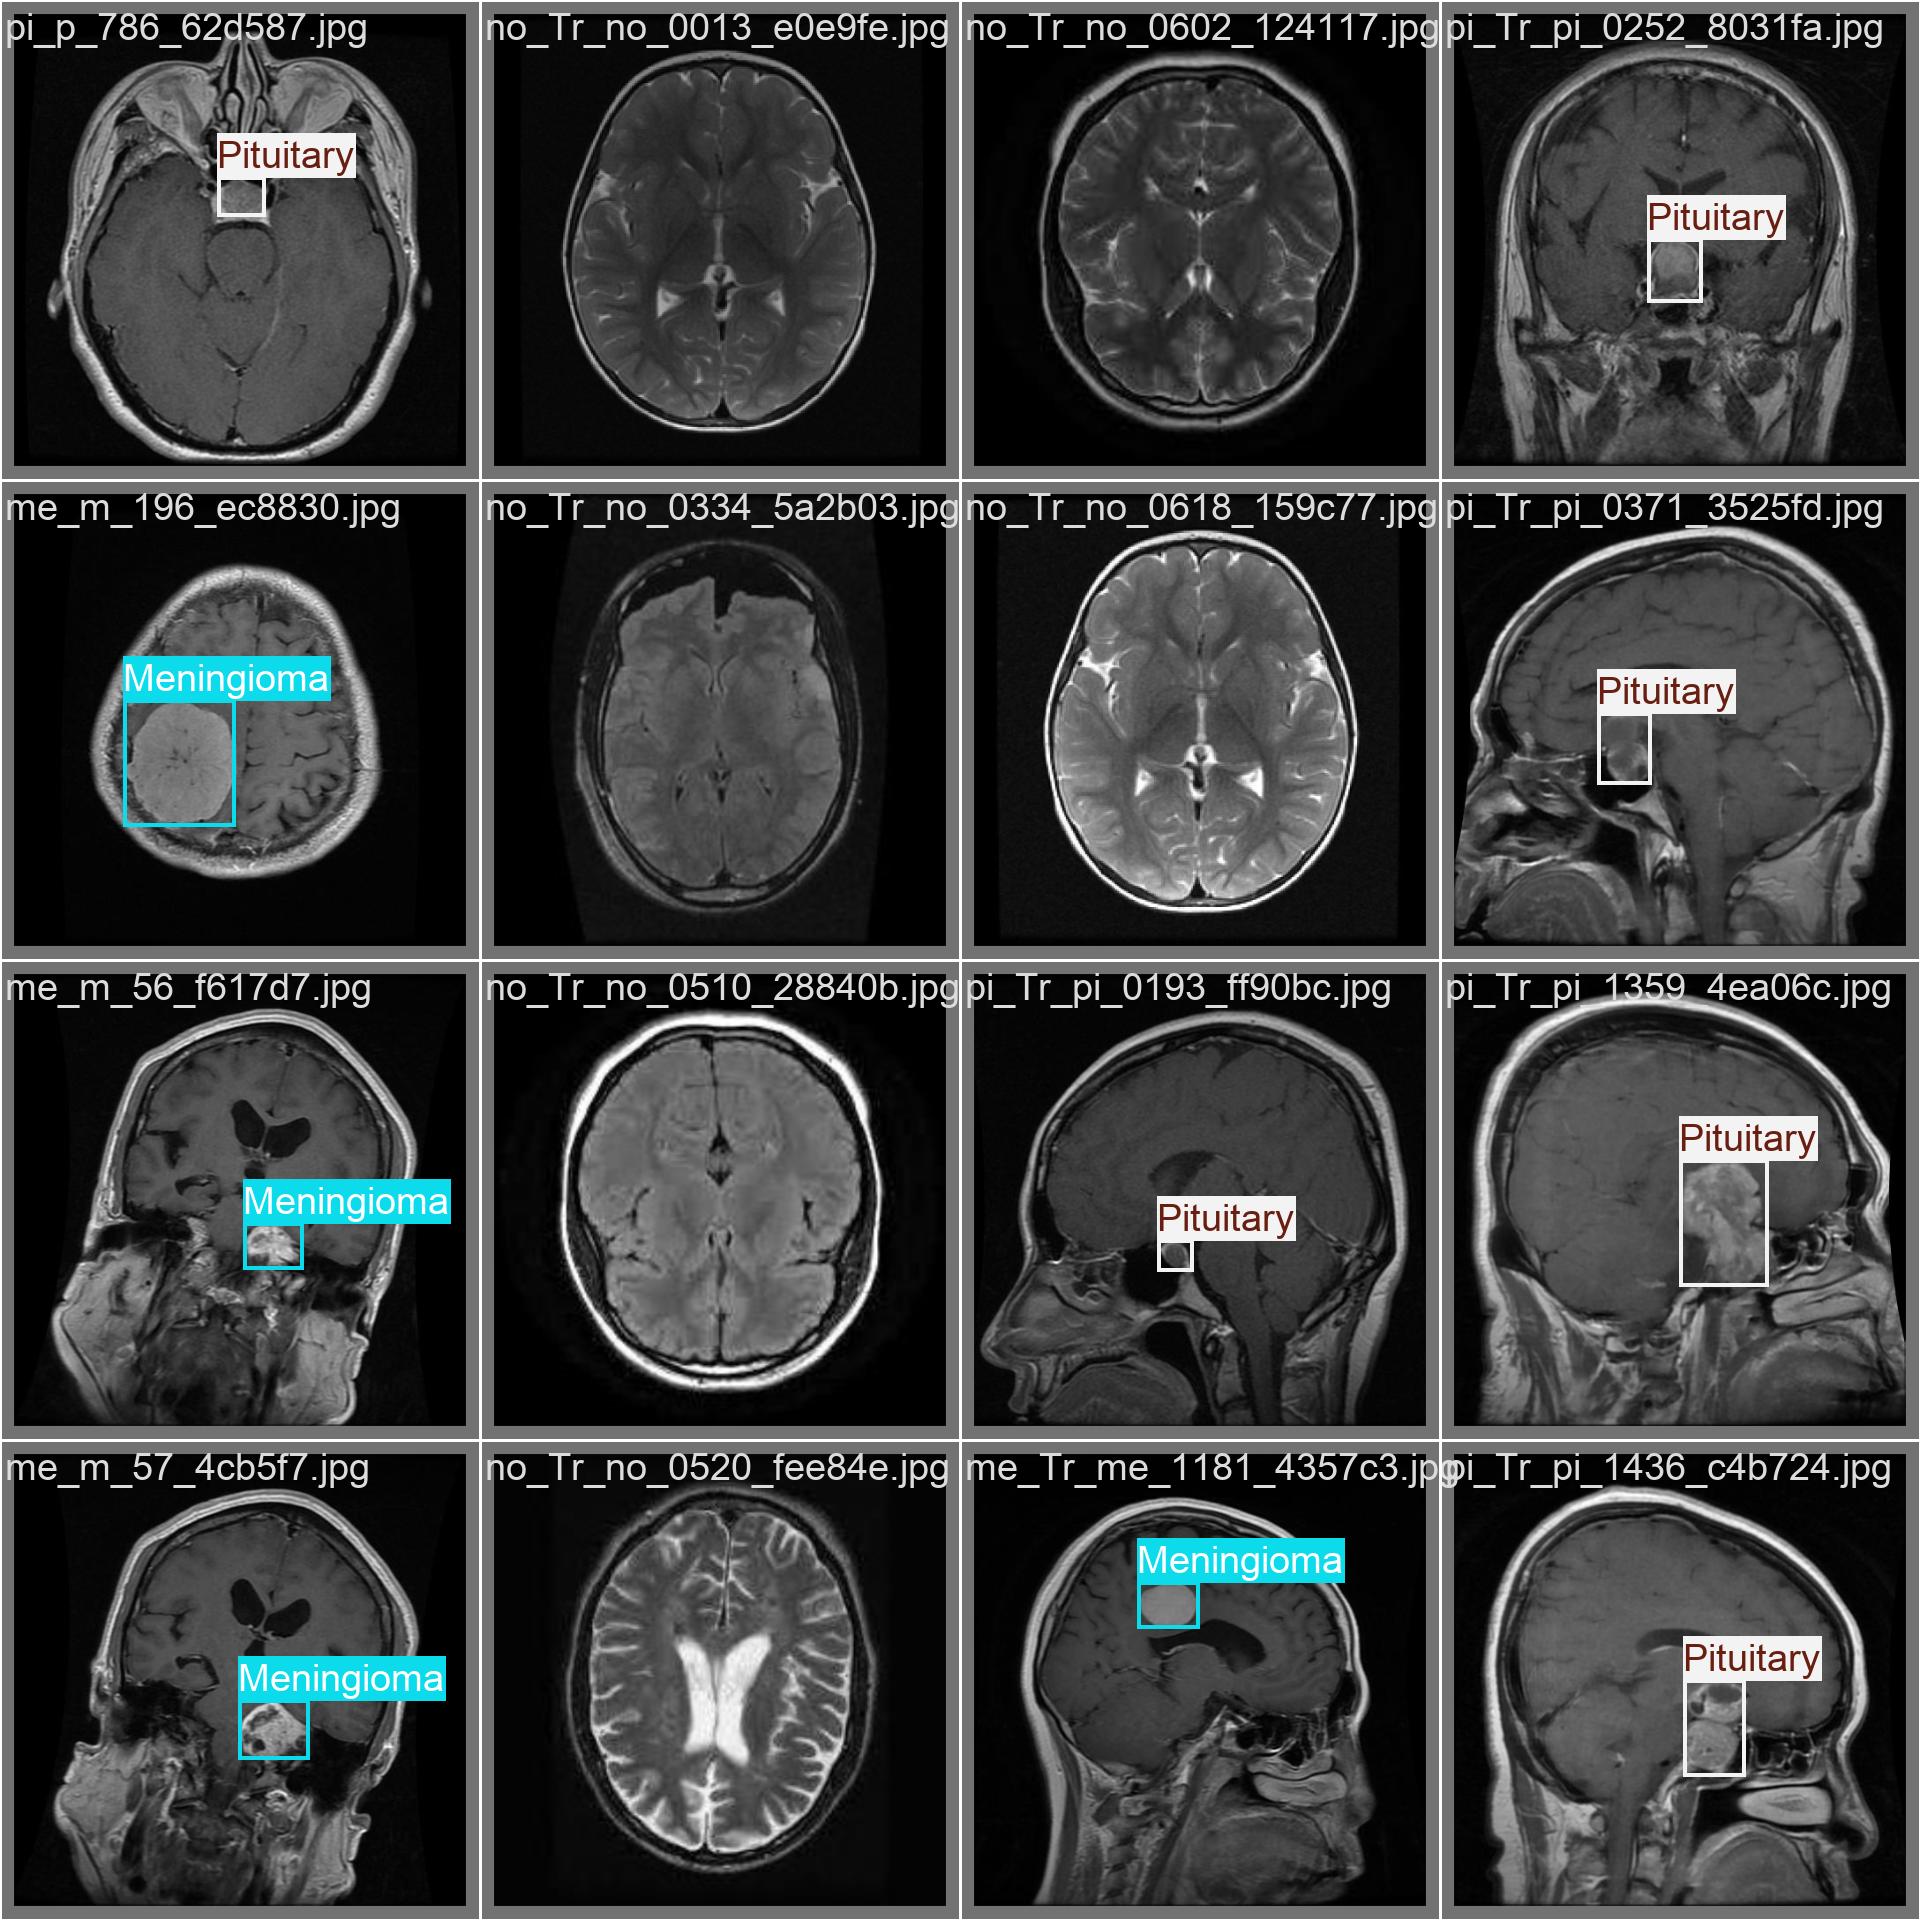 pi_p_786_62d587.jpg
Pituitary
no_Tr_no_0013_e0e9fe.jpg
no_Tr_no_0602_124117.jpg
pi_Tr_pi_0252_8031fa.jpg
Pituitary
me_m_196_ec8830.jpg
Meningioma
no_Tr_no_0334_5a2b03.jpg
no_Tr_no_0618_159c77.jpg
pi_Tr_pi_0371_3525fd.jpg
Pituitary
me_m_56_f617d7.jpg
Meningioma
no_Tr_no_0510_28840b.jpg
pi_Tr_pi_0193_ff90bc.jpg
Pituitary
pi_Tr_pi_1359_4ea06c.jpg
Pituitary
me_m_57_4cb5f7.jpg
Meningioma
no_Tr_no_0520_fee84e.jpg
me_Tr_me_1181_4357c3.jpg
Meningioma
pi_Tr_pi_1436_c4b724.jpg
Pituitary